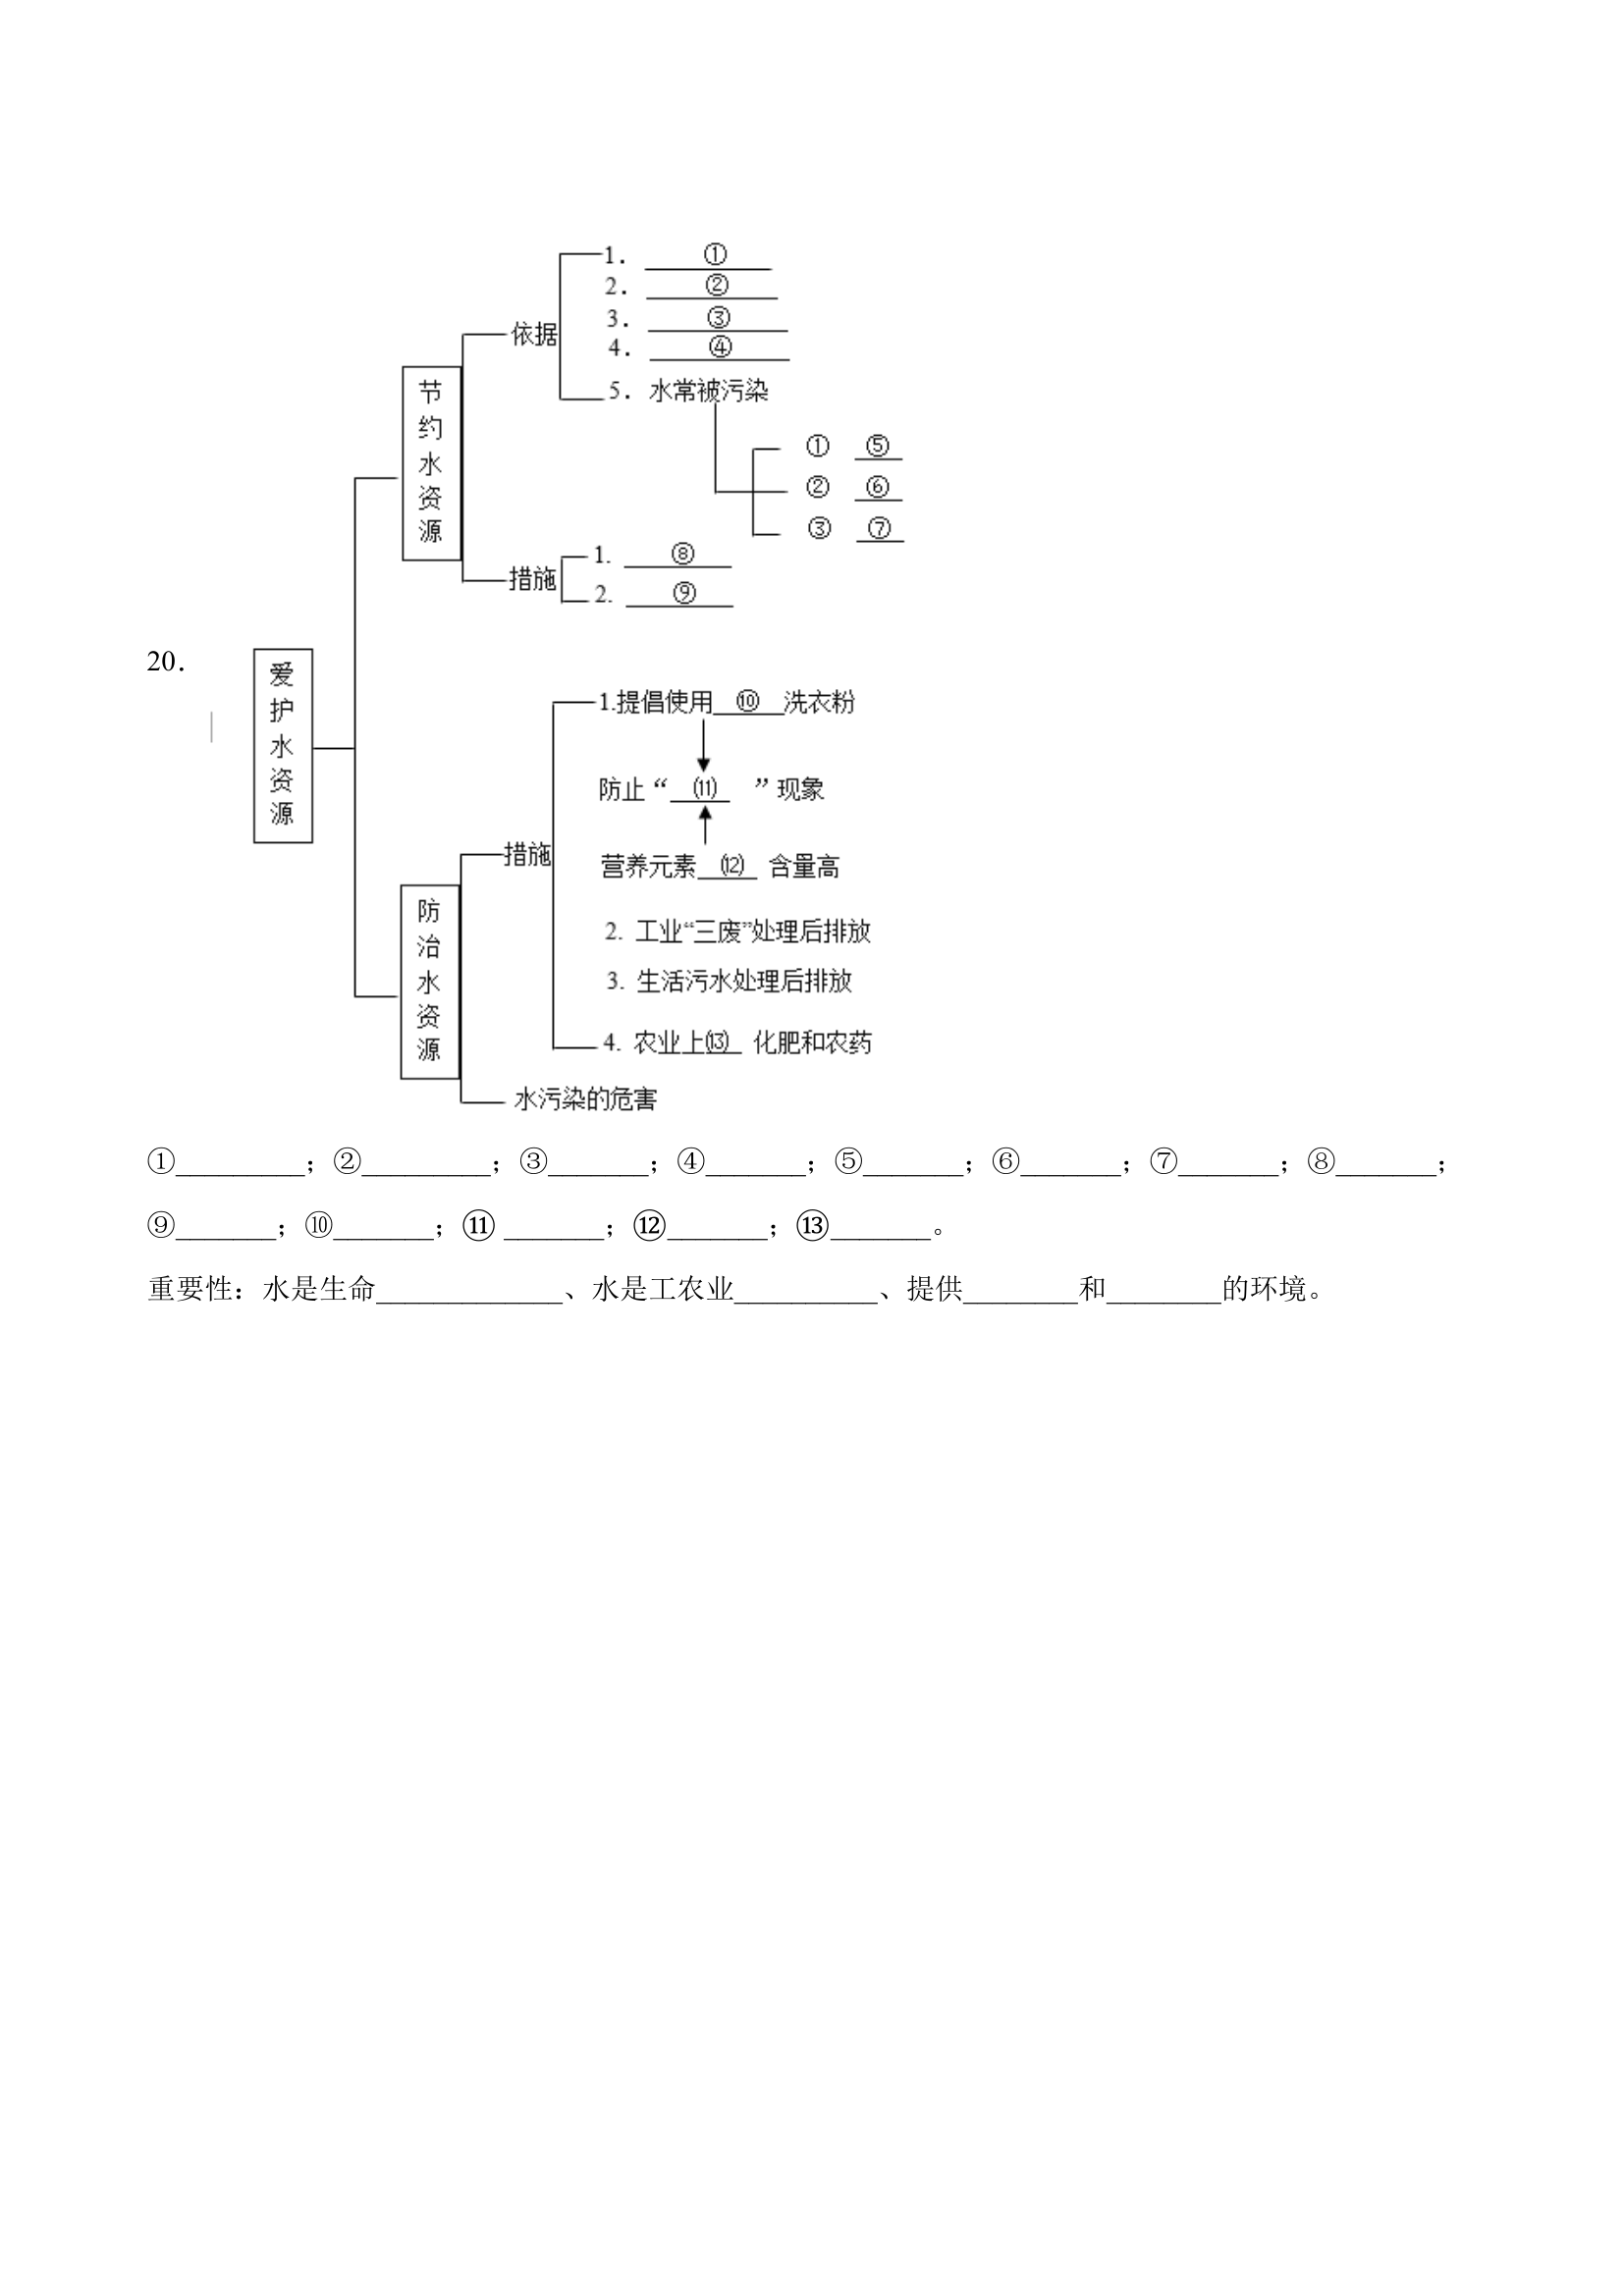 1. ①
2. ②
3. ③
4. ④
5. 水常被污染
依据
① ⑤
② ⑥
③ ⑦
节约水资源
措施
1. ⑧
2. ⑨
20.
爱护水资源
1.提倡使用 ⑩ 洗衣粉
防止“ ⑾ ”现象
营养元素 ⑿ 含量高
措施
2. 工业“三废”处理后排放
3. 生活污水处理后排放
4. 农业上⒀ 化肥和农药
防治水资源
水污染的危害
①_________；②_________；③_______；④_______；⑤_______；⑥_______；⑦_______；⑧_______；
⑨_______；⑩_______；⑪ _______；⑫_______；⑬_______。
重要性：水是生命_____________、水是工农业__________、提供________和________的环境。